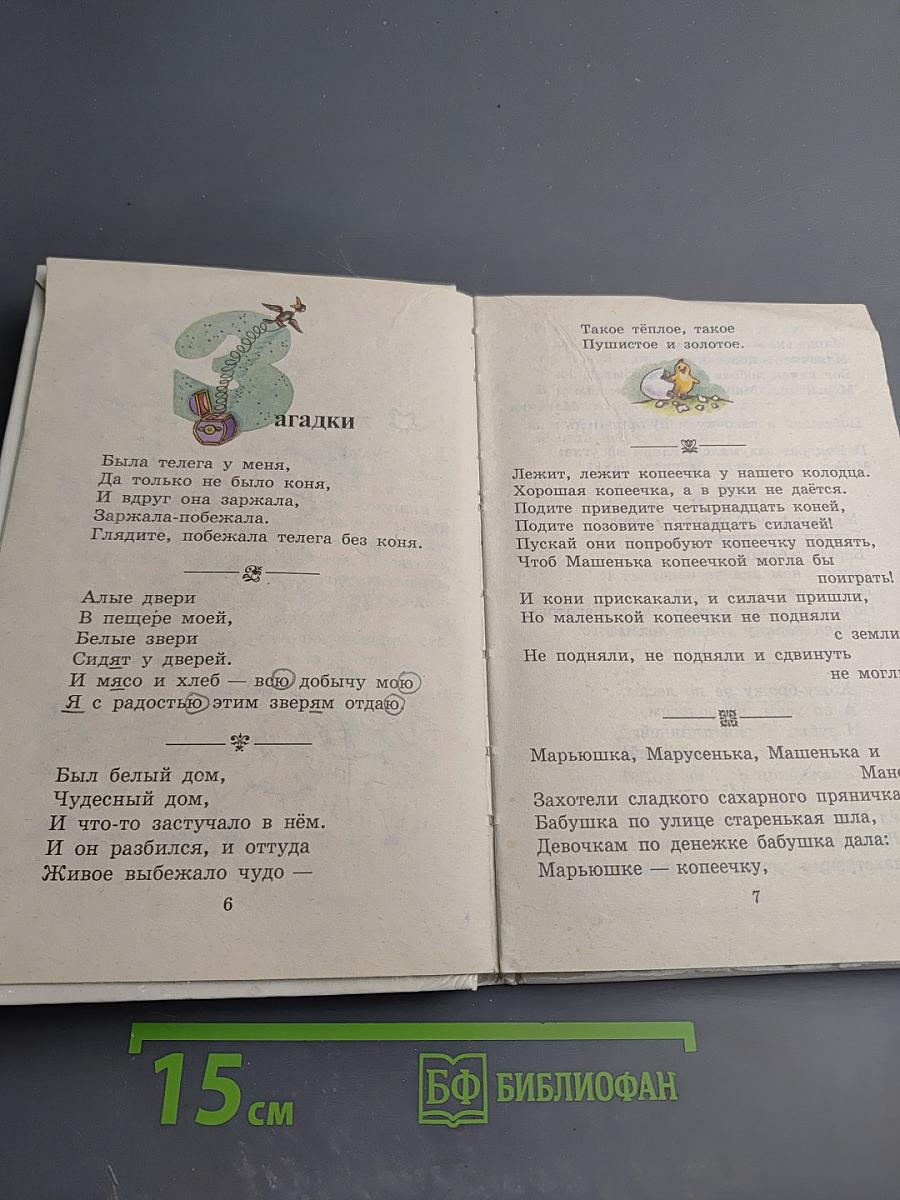 Загадки
Была телега у меня,
Да только не было коня,
И вдруг она заржала,
Заржала-побежала.
Глядите, побежала телега без коня.
Алые двери
В пещере моей,
Белые звери
Сидят у дверей.
И мясо и хлеб — всю добычу мою
Я с радостью этим зверям отдаю.
Был белый дом,
Чудесный дом,
И что-то застучало в нём.
И он разбился, и оттуда
Живое выбежало чудо —
6
Такое тёплое, такое
Пушистое и золотое.
Лежит, лежит копеечка у нашего колодца.
Хорошая копеечка, а в руки не даётся.
Подите приведите четырнадцать коней,
Подите позовите пятнадцать силачей!
Пускай они попробуют копеечку поднять,
Чтоб Машенька копеечкой могла бы
поиграть!
И кони прискакали, и силачи пришли,
Но маленькой копеечки не подняли
с земли
Не подняли, не подняли и сдвинуть
не могл
Марьюшка, Марусенька, Машенька и
Мане
Захотели сладкого сахарного пряничка
Бабушка по улице старенькая шла,
Девочкам по денежке бабушка дала:
Марьюшке — копеечку,
7
15 см
БФ БИБЛИОФАН